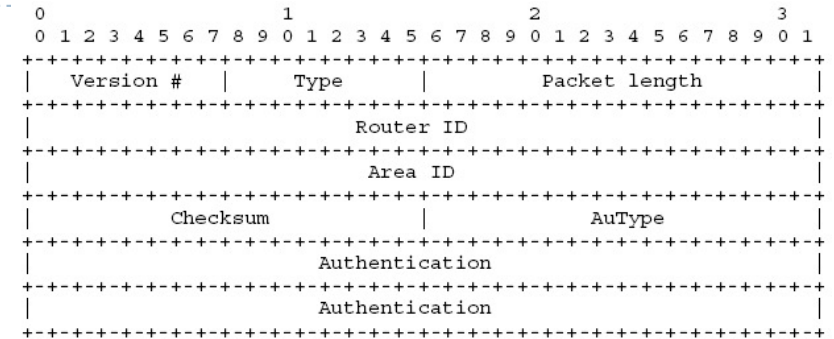 0                   1                   2                   3
0 1 2 3 4 5 6 7 8 9 0 1 2 3 4 5 6 7 8 9 0 1 2 3 4 5 6 7 8 9 0 1
+-+-+-+-+-+-+-+-+-+-+-+-+-+-+-+-+-+-+-+-+-+-+-+-+-+-+-+-+-+-+-+-+
| Version # | Type | Packet length |
+-+-+-+-+-+-+-+-+-+-+-+-+-+-+-+-+-+-+-+-+-+-+-+-+-+-+-+-+-+-+-+-+
| Router ID |
+-+-+-+-+-+-+-+-+-+-+-+-+-+-+-+-+-+-+-+-+-+-+-+-+-+-+-+-+-+-+-+-+
| Area ID |
+-+-+-+-+-+-+-+-+-+-+-+-+-+-+-+-+-+-+-+-+-+-+-+-+-+-+-+-+-+-+-+-+
| Checksum | AuType |
+-+-+-+-+-+-+-+-+-+-+-+-+-+-+-+-+-+-+-+-+-+-+-+-+-+-+-+-+-+-+-+-+
| Authentication |
+-+-+-+-+-+-+-+-+-+-+-+-+-+-+-+-+-+-+-+-+-+-+-+-+-+-+-+-+-+-+-+-+
| Authentication |
+-+-+-+-+-+-+-+-+-+-+-+-+-+-+-+-+-+-+-+-+-+-+-+-+-+-+-+-+-+-+-+-+